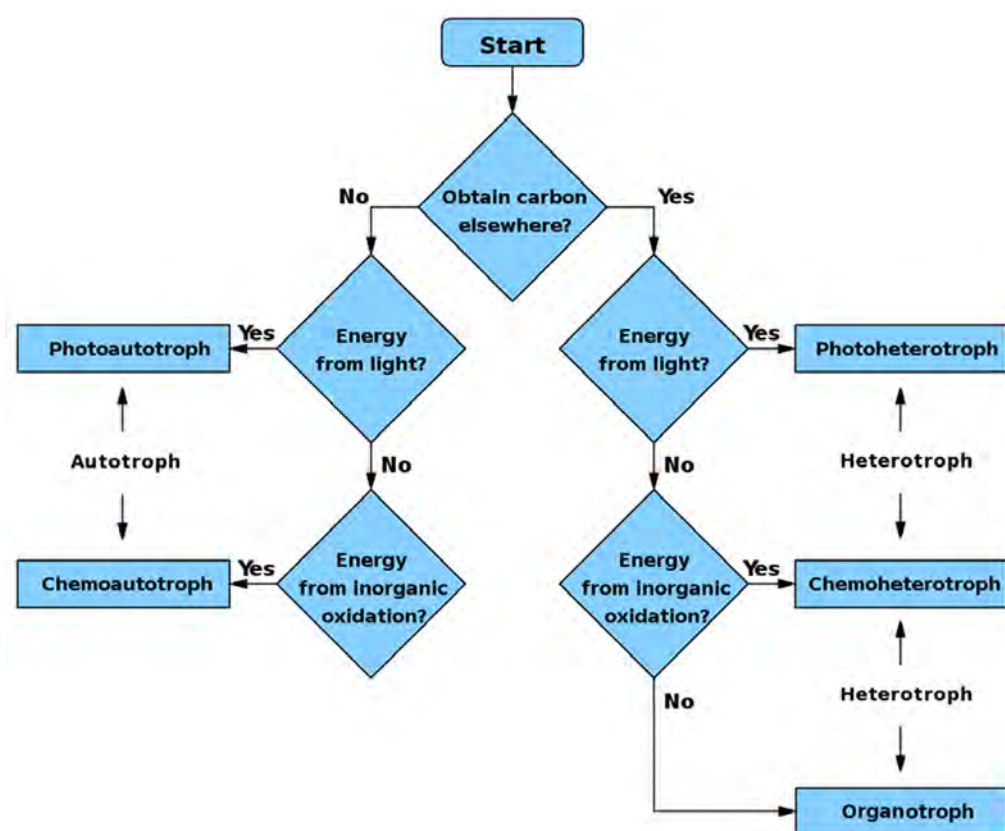 Start
Obtain carbon
elsewhere?
No
Yes
Energy
from light?
Energy
from light?
Yes
Photoautotroph
Yes
Photoheterotroph
Autotroph
No
No
Heterotroph
Energy
from inorganic
oxidation?
Energy
from inorganic
oxidation?
Yes
Chemoautotroph
Yes
Chemoheterotroph
No
Heterotroph
Organotroph